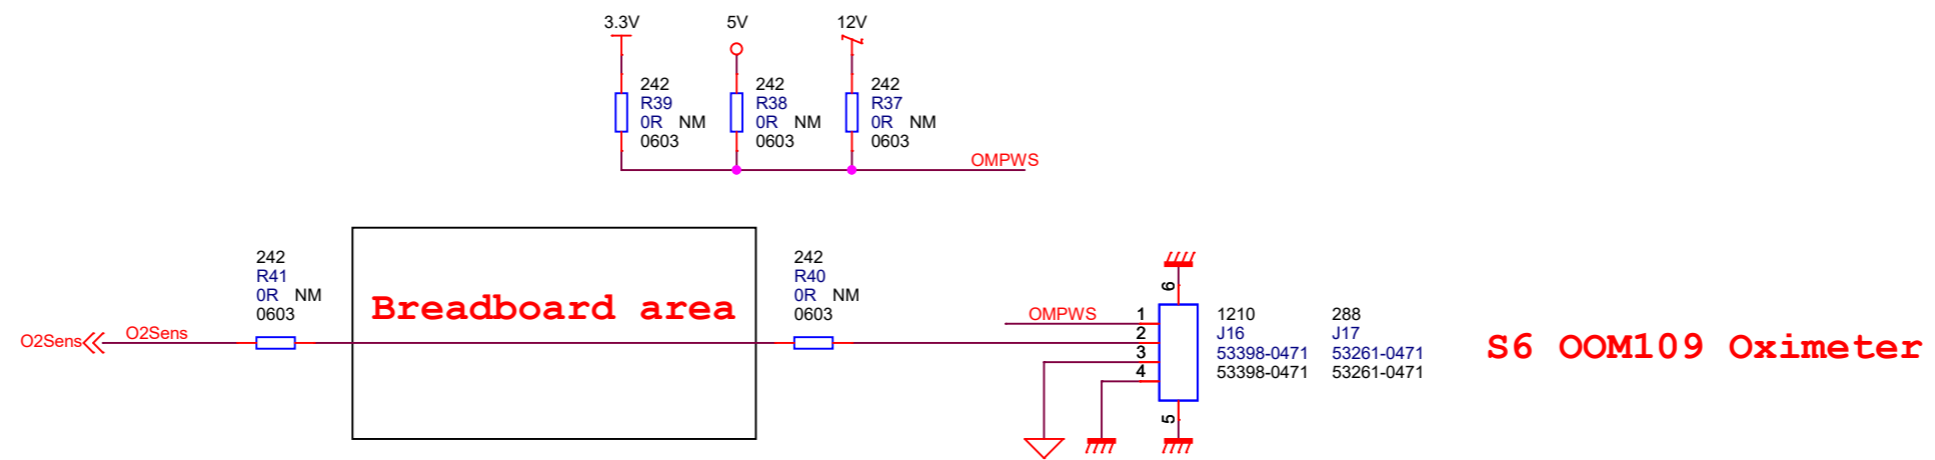 3.3V
5V
12V
242
R39
0R NM
0603
242
R38
0R NM
0603
242
R37
0R NM
0603
OMPWS
242
R41
0R NM
0603
Breadboard area
242
R40
0R NM
0603
O2Sens
O2Sens
OMPWS
1
2
3
4
6
5
1210
J16
53398-0471
53398-0471
288
J17
53261-0471
53261-0471
S6 OOM109 Oximeter